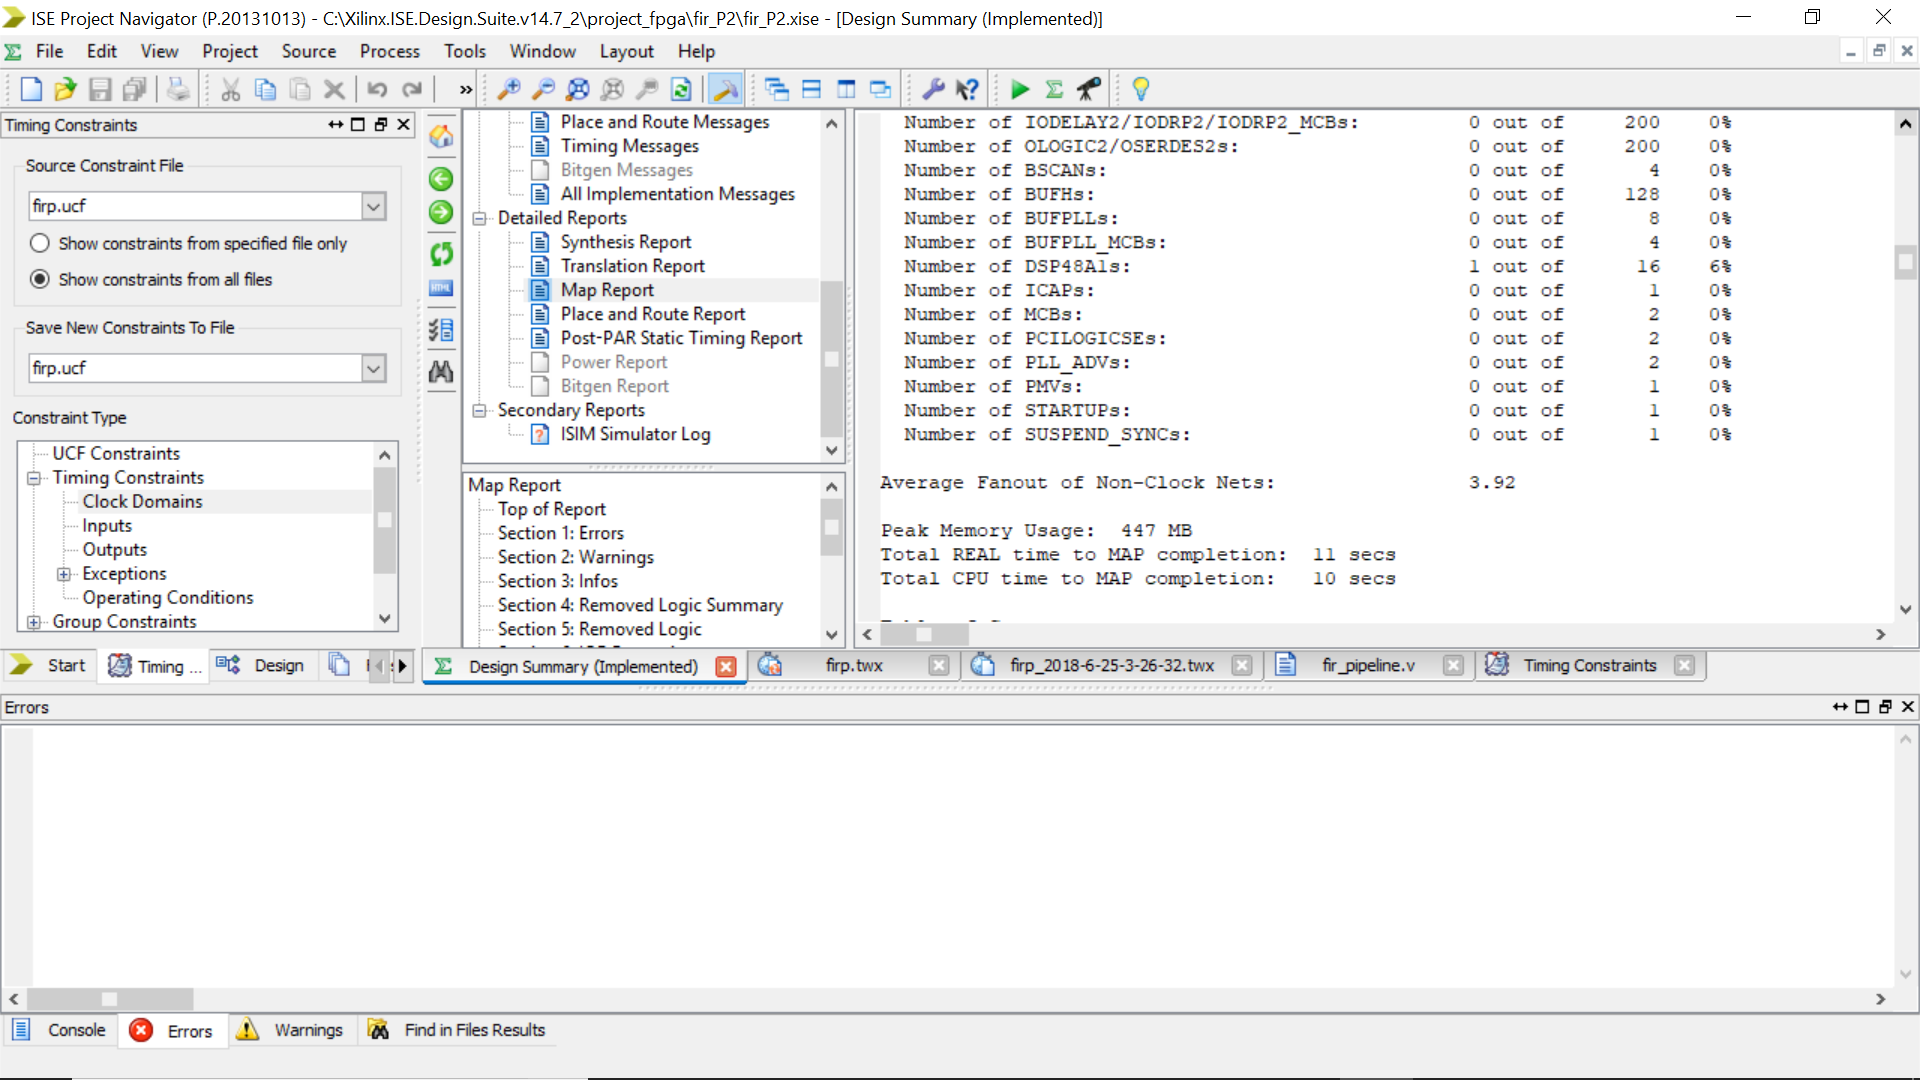 ISE Project Navigator (P.20131013) - C:\Xilinx.ISE.Design.Suite.v14.7_2\project_fpga\fir_P2\fir_P2.xise - [Design Summary (Implemented)]
File Edit View Project Source Process Tools Window Layout Help
»
Timing Constraints
Source Constraint File
firp.ucf
Show constraints from specified file only
Show constraints from all files
Save New Constraints To File
firp.ucf
Constraint Type
UCF Constraints
Timing Constraints
Clock Domains
Inputs
Outputs
Exceptions
Operating Conditions
Group Constraints
HTML
Place and Route Messages
Timing Messages
Bitgen Messages
All Implementation Messages
Detailed Reports
Synthesis Report
Translation Report
Map Report
Place and Route Report
Post-PAR Static Timing Report
Power Report
Bitgen Report
Secondary Reports
ISIM Simulator Log
Map Report
Top of Report
Section 1: Errors
Section 2: Warnings
Section 3: Infos
Section 4: Removed Logic Summary
Section 5: Removed Logic
Number of IODELAY2/IODRP2/IODRP2_MCBs: 0 out of 200 0%
Number of OLOGIC2/OSERDES2s: 0 out of 200 0%
Number of BSCANs: 0 out of 4 0%
Number of BUFHs: 0 out of 128 0%
Number of BUFPLLs: 0 out of 8 0%
Number of BUFPLL_MCBs: 0 out of 4 0%
Number of DSP48A1s: 1 out of 16 6%
Number of ICAPs: 0 out of 1 0%
Number of MCBs: 0 out of 2 0%
Number of PCILOGICSEs: 0 out of 2 0%
Number of PLL_ADVs: 0 out of 2 0%
Number of PMVs: 0 out of 1 0%
Number of STARTUPs: 0 out of 1 0%
Number of SUSPEND_SYNCs: 0 out of 1 0%
Average Fanout of Non-Clock Nets: 3.92
Peak Memory Usage: 447 MB
Total REAL time to MAP completion: 11 secs
Total CPU time to MAP completion: 10 secs
Start Timing ... Design
Design Summary (Implemented) firp.twx firp_2018-6-25-3-26-32.twx fir_pipeline.v Timing Constraints
Errors
Console Errors Warnings Find in Files Results